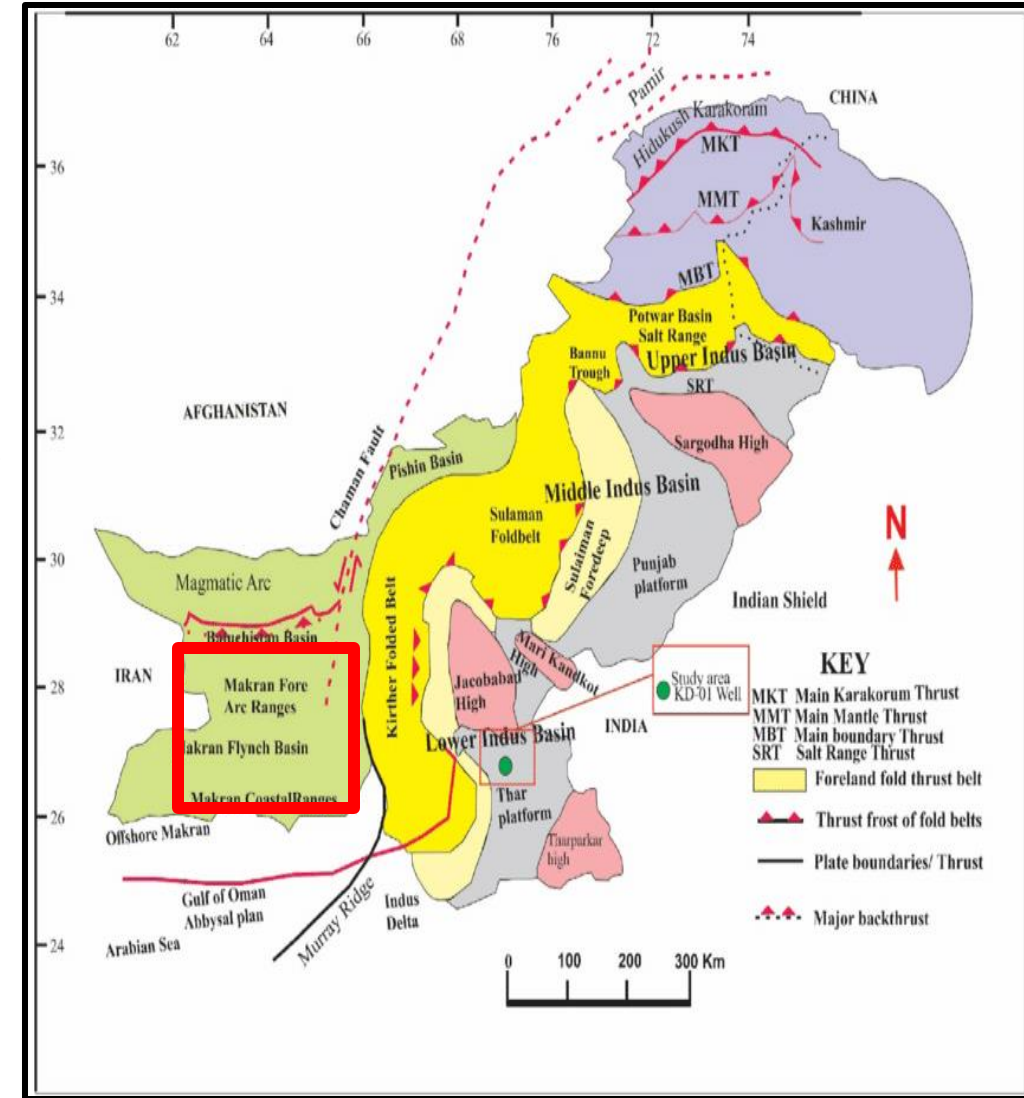 62 64 66 68 76 72 74
Pamir
CHINA
Hidukush Karakoram
MKT
36
MMT
Kashmir
MBT
34
Potwar Basin
Salt Range
Bannu
Trough
Upper Indus Basin
SRT
AFGHANISTAN
32
Sargodha High
Chaman Fault
Pishin Basin
Middle Indus Basin
Sulaman
Foldbelt
Sulaiman
Foredeep
N
30
Magmatic Arc
Punjab
platform
Indian Shield
Kirther Folded Belt
Baluchistan Basin
Mari Kandkot
High
IRAN
28
Makran Fore
Arc Ranges
Jacobabad
High
Study area
KD-01 Well
INDIA
Lower Indus Basin
akran Flynch Basin
Makran CoastalRanges
26
Offshore Makran
Thar
platform
Tharparkar
high
Gulf of Oman
Abbysal plan
Murray Ridge
Indus
Delta
Arabian Sea
24
0 100 200 300 Km
KEY
MKT Main Karakorum Thrust
MMT Main Mantle Thrust
MBT Main boundary Thrust
SRT Salt Range Thrust
Foreland fold thrust belt
Thrust frost of fold belts
Plate boundaries/ Thrust
Major backthrust